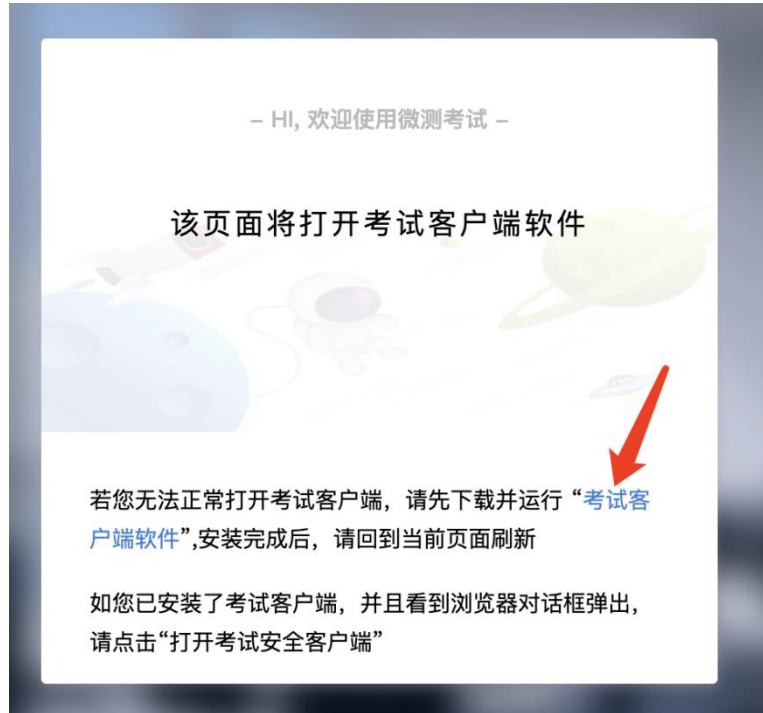 – HI, 欢迎使用微测考试 –
该页面将打开考试客户端软件
若您无法正常打开考试客户端，请先下载并运行“考试客
户端软件”,安装完成后，请回到当前页面刷新
如您已安装了考试客户端，并且看到浏览器对话框弹出，
请点击“打开考试安全客户端”